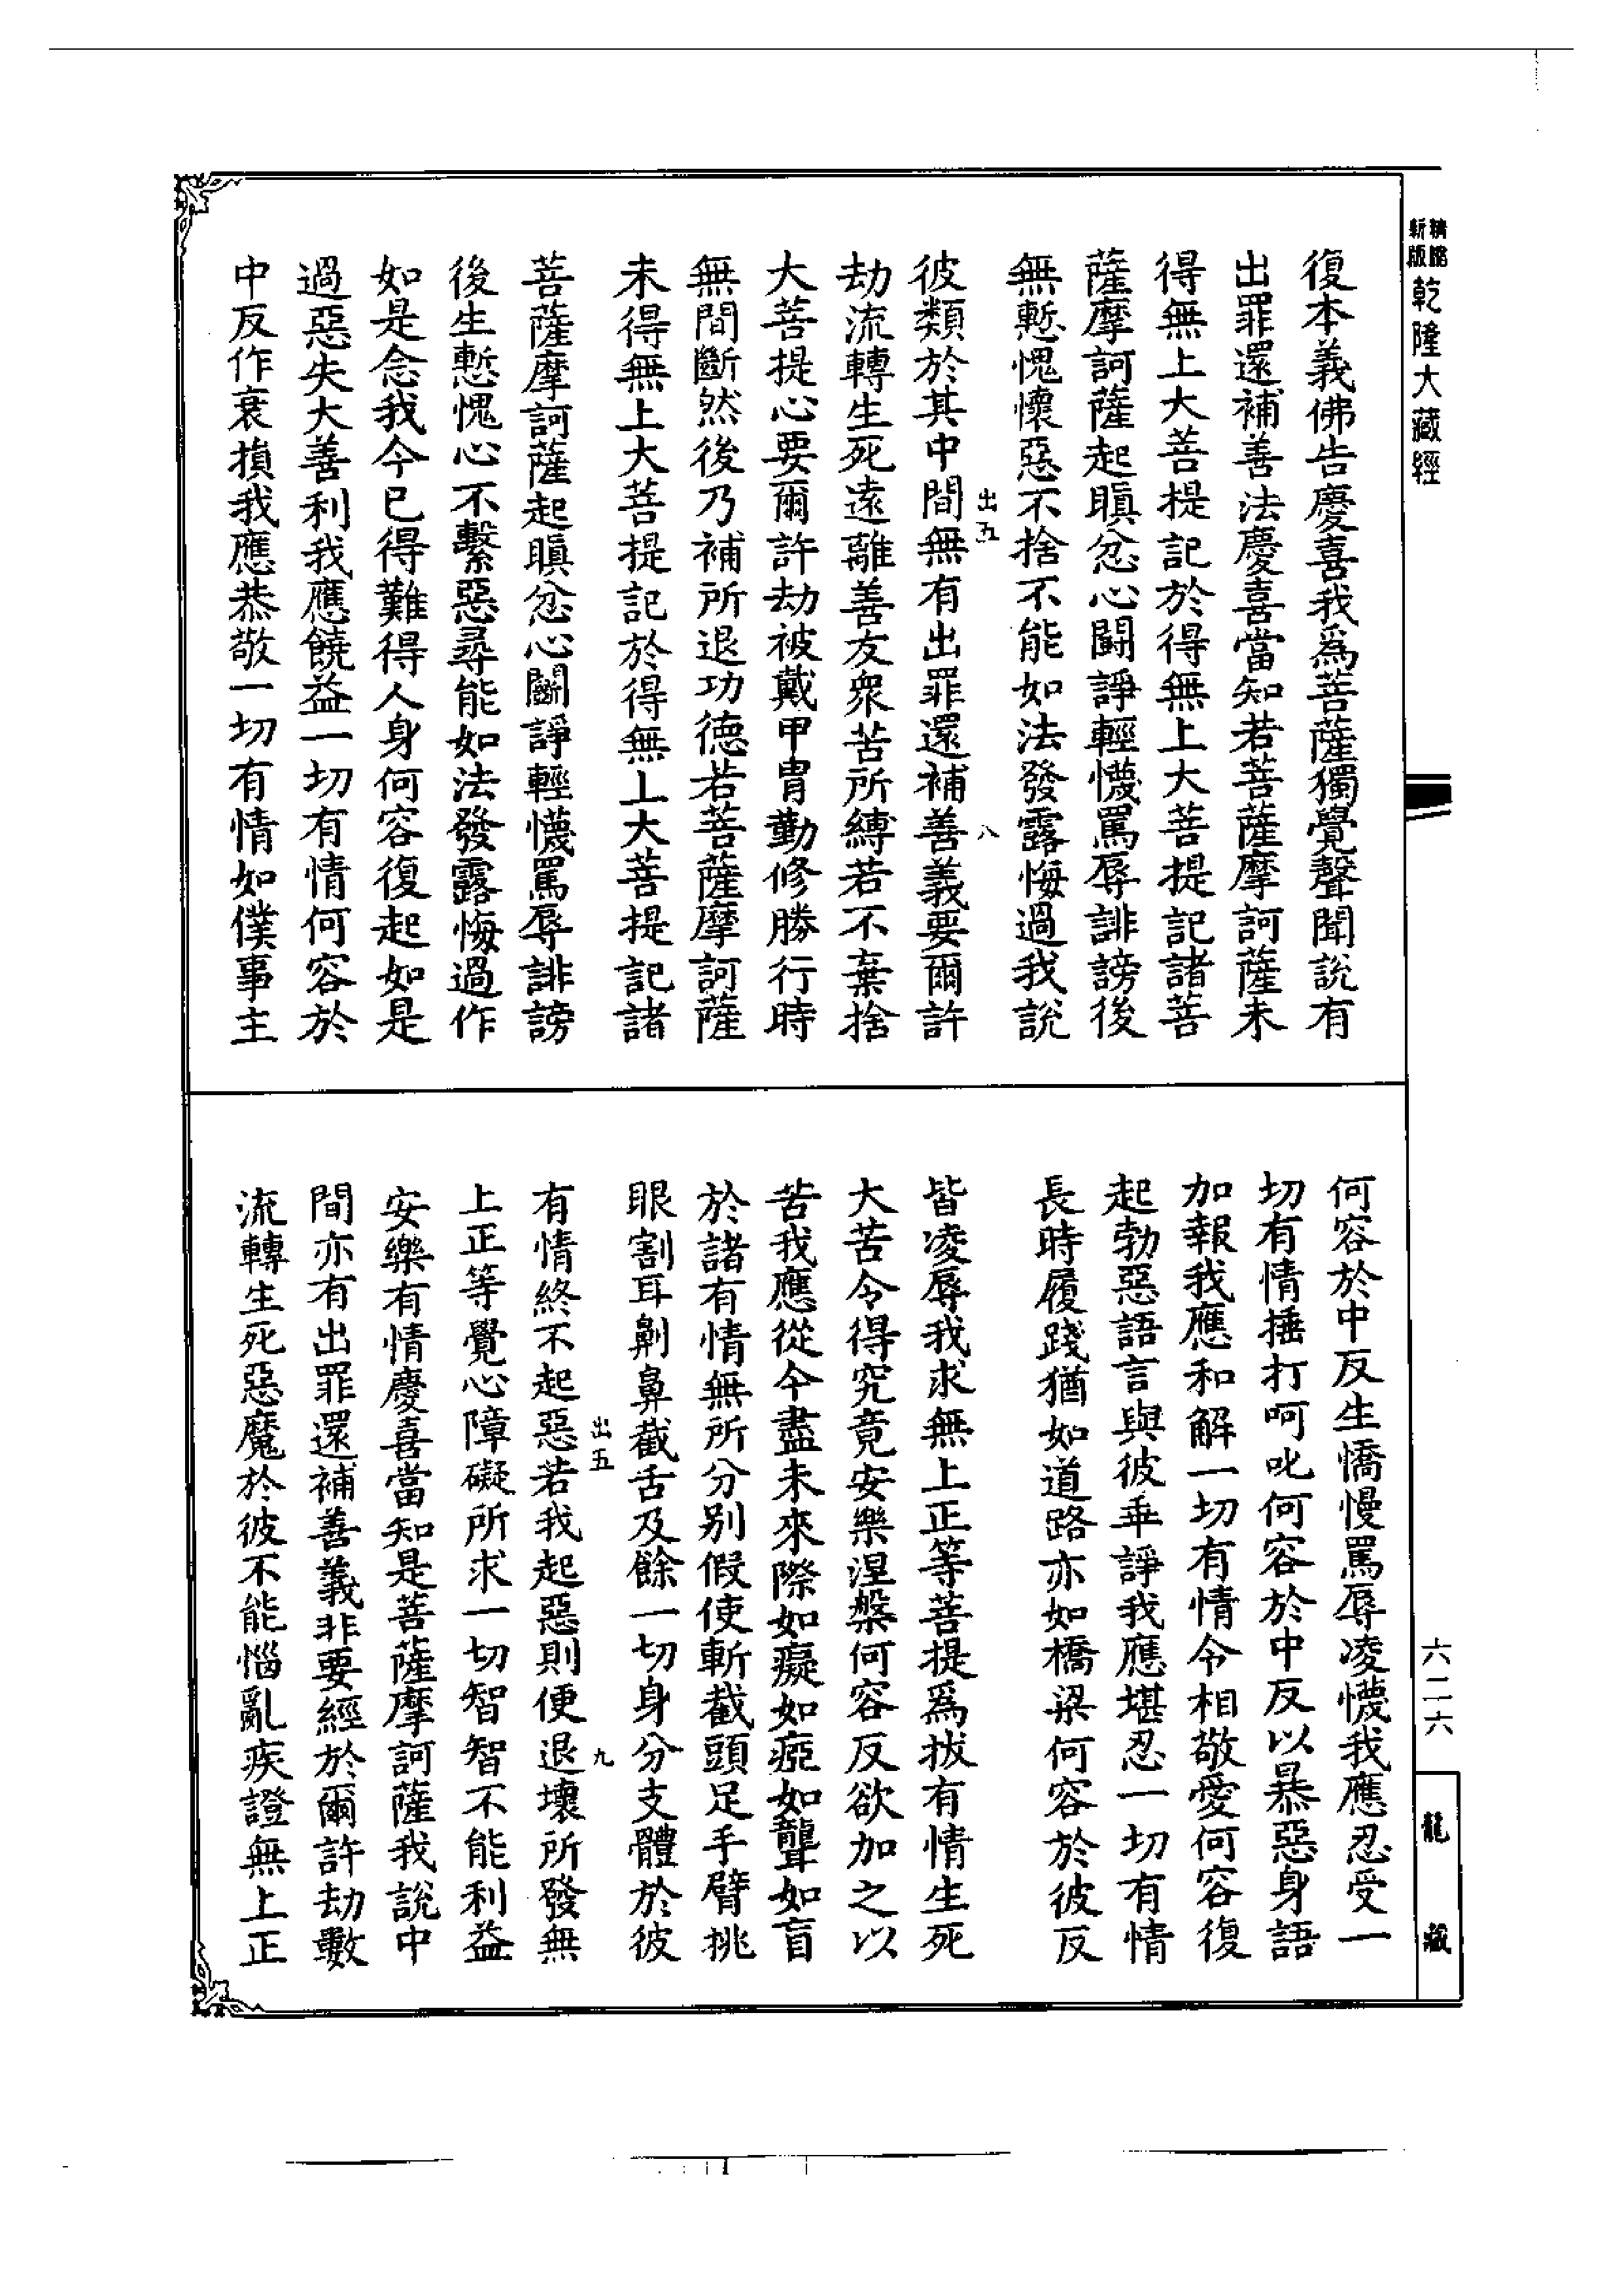 精鐫
新版
乾隆大藏經
復本義佛告慶喜我為菩薩獨覺聲聞說有
出罪還補善法慶喜當知若菩薩摩訶薩未
得無上大菩提記於得無上大菩提記諸菩
薩摩訶薩起瞋忿心鬪諍輕懱罵辱誹謗後
無慙愧懷惡不捨不能如法發露悔過我說
彼類於其中間無有出罪還補善義要爾許
出五
八
劫流轉生死遠離善友眾苦所縛若不棄捨
大菩提心要爾許劫被戴甲冑勤修勝行時
無間斷然後乃補所退功德若菩薩摩訶薩
未得無上大菩提記於得無上大菩提記諸
菩薩摩訶薩起瞋忿心鬪諍輕懱罵辱誹謗
後生慙愧心不繫惡尋能如法發露悔過作
如是念我今已得難得人身何容復起如是
過惡失大善利我應饒益一切有情何容於
中反作衰損我應恭敬一切有情如僕事主
何容於中反生憍慢罵辱凌懱我應忍受一
切有情捶打呵叱何容於中反以暴惡身語
加報我應和解一切有情令相敬愛何容復
起勃惡語言與彼乖諍我應堪忍一切有情
長時履踐猶如道路亦如橋梁何容於彼反
皆凌辱我求無上正等菩提為拔有情生死
大苦令得究竟安樂涅槃何容反欲加之以
苦我應從今盡未來際如癡如瘂如聾如盲
於諸有情無所分別假使斬截頭足手臂挑
眼割耳劓鼻截舌及餘一切身分支體於彼
有情終不起惡若我起惡則便退壞所發無
出五
九
上正等覺心障礙所求一切智智不能利益
安樂有情慶喜當知是菩薩摩訶薩我說中
間亦有出罪還補善義非要經於爾許劫數
流轉生死惡魔於彼不能惱亂疾證無上正
六二六
龍藏